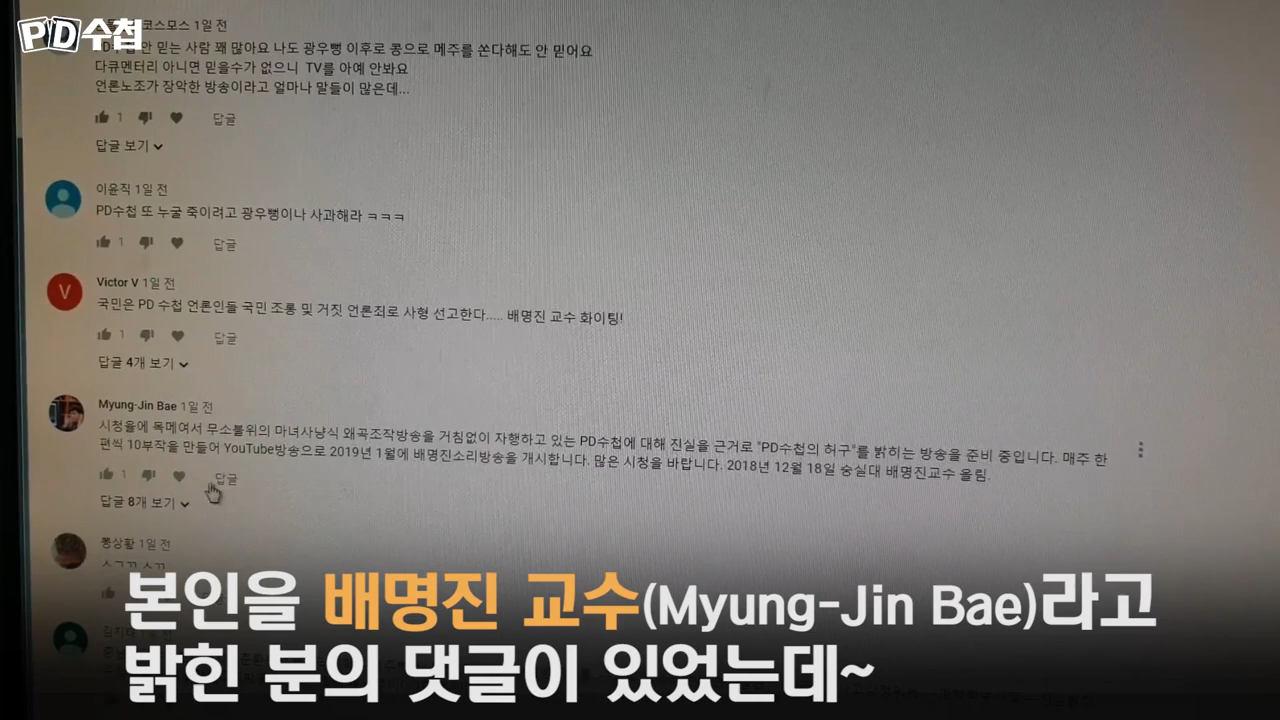 PD수첩
코스모스 1일 전
안 믿는 사람 꽤 많아요 나도 광우뻥 이후로 콩으로 메주를 쑨다해도 안 믿어요
다큐멘터리 아니면 믿을수가 없으니 TV를 아예 안봐요
언론노조가 장악한 방송이라고 얼마나 말들이 많은데...
1 답글
답글 보기
이윤직 1일 전
PD수첩 또 누굴 죽이려고 광우뻥이나 사과해라 ㅋㅋㅋ
1 답글
V
Victor V 1일 전
국민은 PD 수첩 언론인들 국민 조롱 및 거짓 언론죄로 사형 선고한다..... 배명진 교수 화이팅!
1 답글
답글 4개 보기
Myung-Jin Bae 1일 전
시청율에 목메여서 무소불위의 마녀사냥식 왜곡조작방송을 거침없이 자행하고 있는 PD수첩에 대해 진실을 근거로 "PD수첩의 허구"를 밝히는 방송을 준비 중입니다. 매주 한
편씩 10부작을 만들어 YouTube방송으로 2019년 1월에 배명진소리방송을 개시합니다. 많은 시청을 바랍니다. 2018년 12월 18일 숭실대 배명진교수 올림.
1 답글
답글 8개 보기
뽕상황 1일 전
본인을 배명진 교수(Myung-Jin Bae)라고
밝힌 분의 댓글이 있었는데~